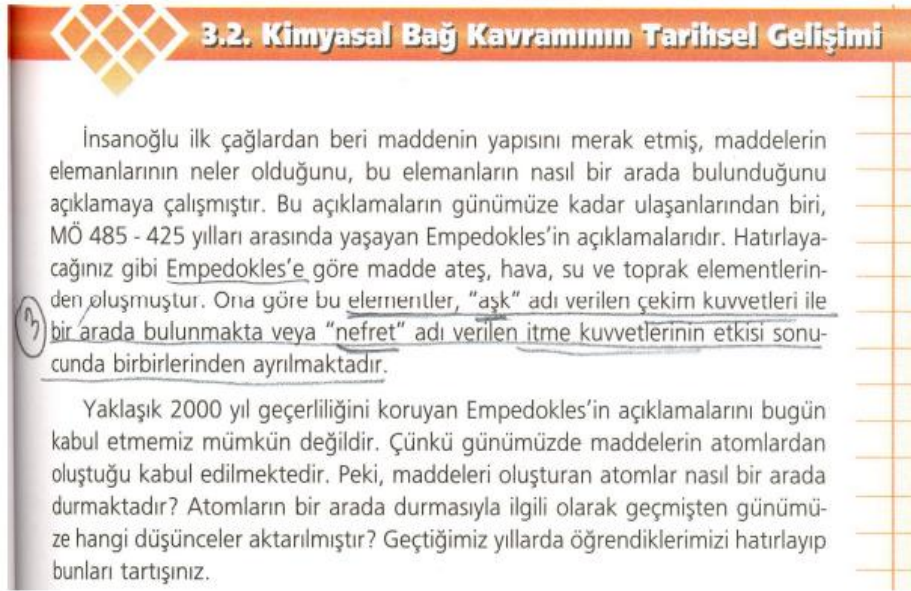 3.2. Kimyasal Bağ Kavramının Tarihsel Gelişimi
İnsanoğlu ilk çağlardan beri maddenin yapısını merak etmiş, maddelerin
elemanlarının neler olduğunu, bu elemanların nasıl bir arada bulunduğunu
açıklamaya çalışmıştır. Bu açıklamaların günümüze kadar ulaşanlarından biri,
MÖ 485 - 425 yılları arasında yaşayan Empedokles'in açıklamalarıdır. Hatırlaya-
cağınız gibi Empedokles'e göre madde ateş, hava, su ve toprak elementlerin-
den oluşmuştur. Ona göre bu elementler, "aşk" adı verilen çekim kuvvetleri ile
3 bir arada bulunmakta veya "nefret" adı verilen itme kuvvetlerinin etkisi sonu-
cunda birbirlerinden ayrılmaktadır.
Yaklaşık 2000 yıl geçerliliğini koruyan Empedokles'in açıklamalarını bugün
kabul etmemiz mümkün değildir. Çünkü günümüzde maddelerin atomlardan
oluştuğu kabul edilmektedir. Peki, maddeleri oluşturan atomlar nasıl bir arada
durmaktadır? Atomların bir arada durmasıyla ilgili olarak geçmişten günümü-
ze hangi düşünceler aktarılmıştır? Geçtiğimiz yıllarda öğrendiklerimizi hatırlayıp
bunları tartışınız.